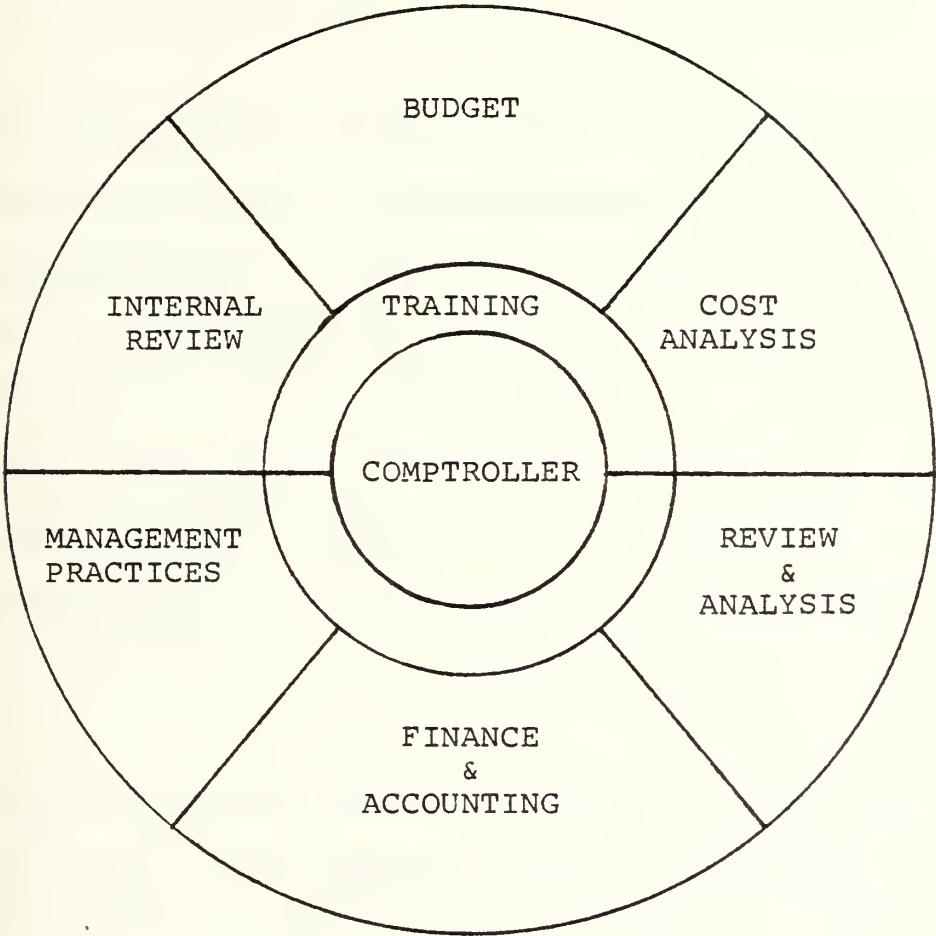 BUDGET
INTERNAL
REVIEW
TRAINING
COST
ANALYSIS
COMPTROLLER
MANAGEMENT
PRACTICES
REVIEW
&
ANALYSIS
FINANCE
&
ACCOUNTING